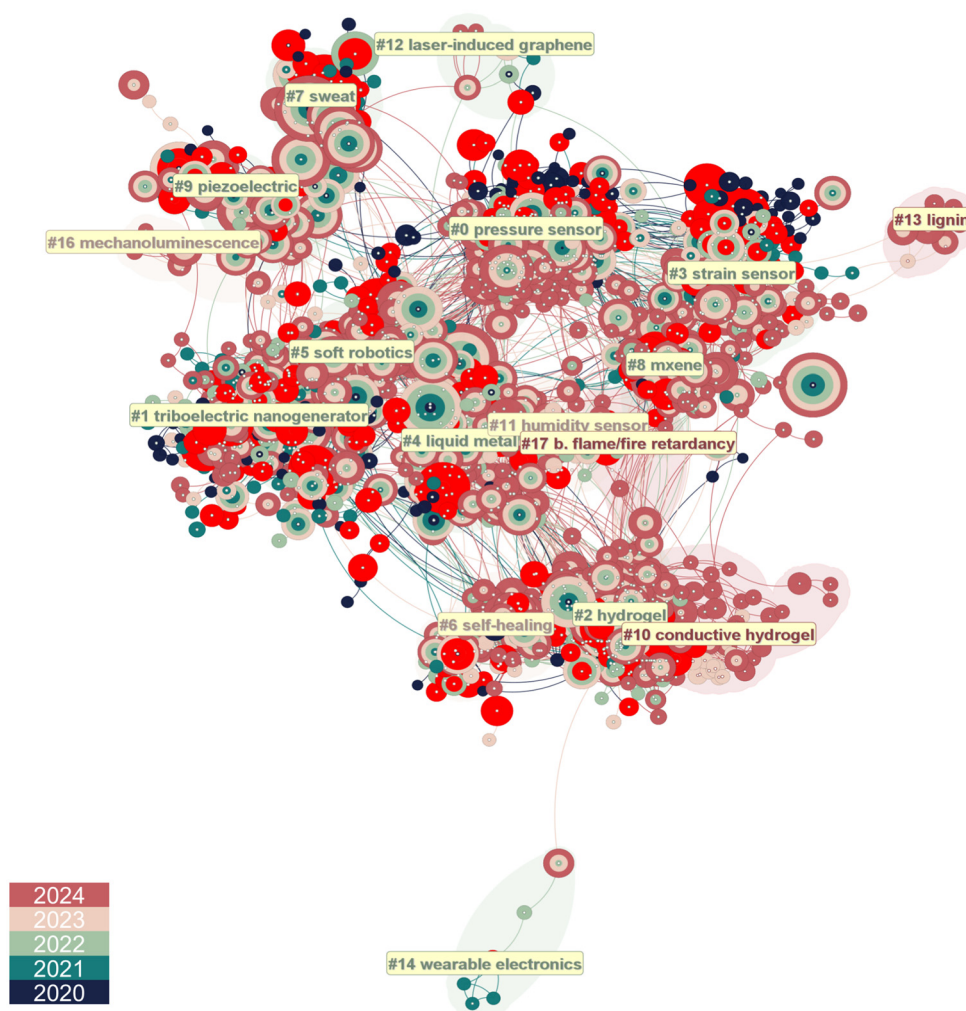 #12 laser-induced graphene
#7 sweat
#9 piezoelectric
#13 lignin
#0 pressure sensor
#16 mechanoluminescence
#3 strain sensor
#5 soft robotics
#8 mxene
#1 triboelectric nanogenerator
#11 humidity sensor
#4 liquid metal
#17 b. flame/fire retardancy
#2 hydrogel
#6 self-healing
#10 conductive hydrogel
#14 wearable electronics
2024
2023
2022
2021
2020